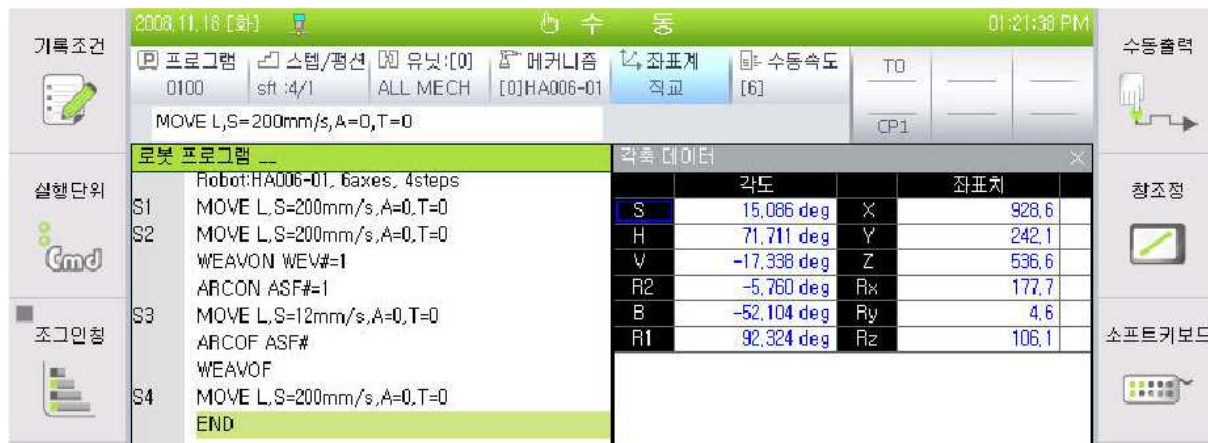 기록조건
실행단위
Cmd
조그인칭
2008.11.18 [화] 수 동 01:21:38 PM
프로그램 스텝/펑션 유닛:[0] 메커니즘 좌표계 수동속도
0100 sft :4/1 ALL MECH [0]HA006-01 직교 [6]
T0
CP1
MOVE L,S=200mm/s,A=0,T=0
로봇 프로그램 __
Robot:HA006-01, 6axes, 4steps
S1 MOVE L,S=200mm/s,A=0,T=0
S2 MOVE L,S=200mm/s,A=0,T=0
WEAVON WEV#=1
ARCON ASF#=1
S3 MOVE L,S=12mm/s,A=0,T=0
ARCOF ASF#
WEAVOF
S4 MOVE L,S=200mm/s,A=0,T=0
END
각축 데이터
각도 좌표치
S 15.086 deg X 928.6
H 71.711 deg Y 242.1
V -17.338 deg Z 536.6
R2 -5.760 deg Rx 177.7
B -52.104 deg Ry 4.6
R1 92.324 deg Rz 106.1
수동출력
창조정
소프트키보드